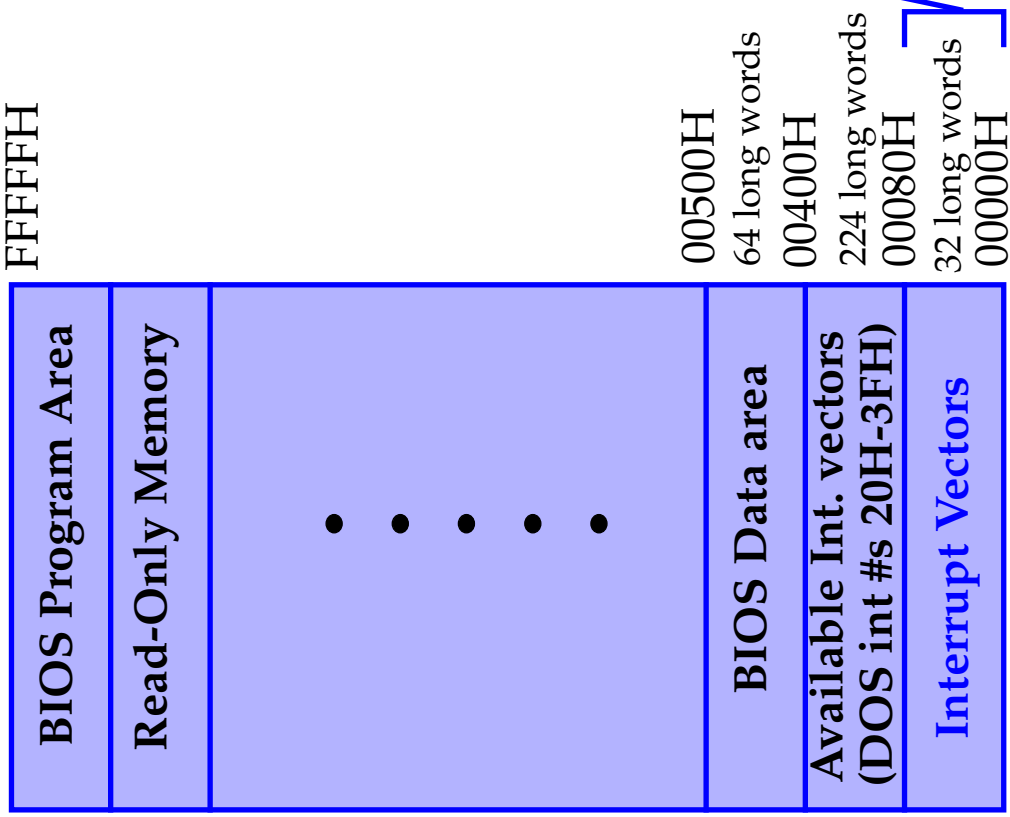 FFFFFH
BIOS Program Area
Read-Only Memory
00500H
BIOS Data area
64 long words
00400H
Available Int. vectors
(DOS int #s 20H-3FH)
224 long words
00080H
Interrupt Vectors
32 long words
00000H